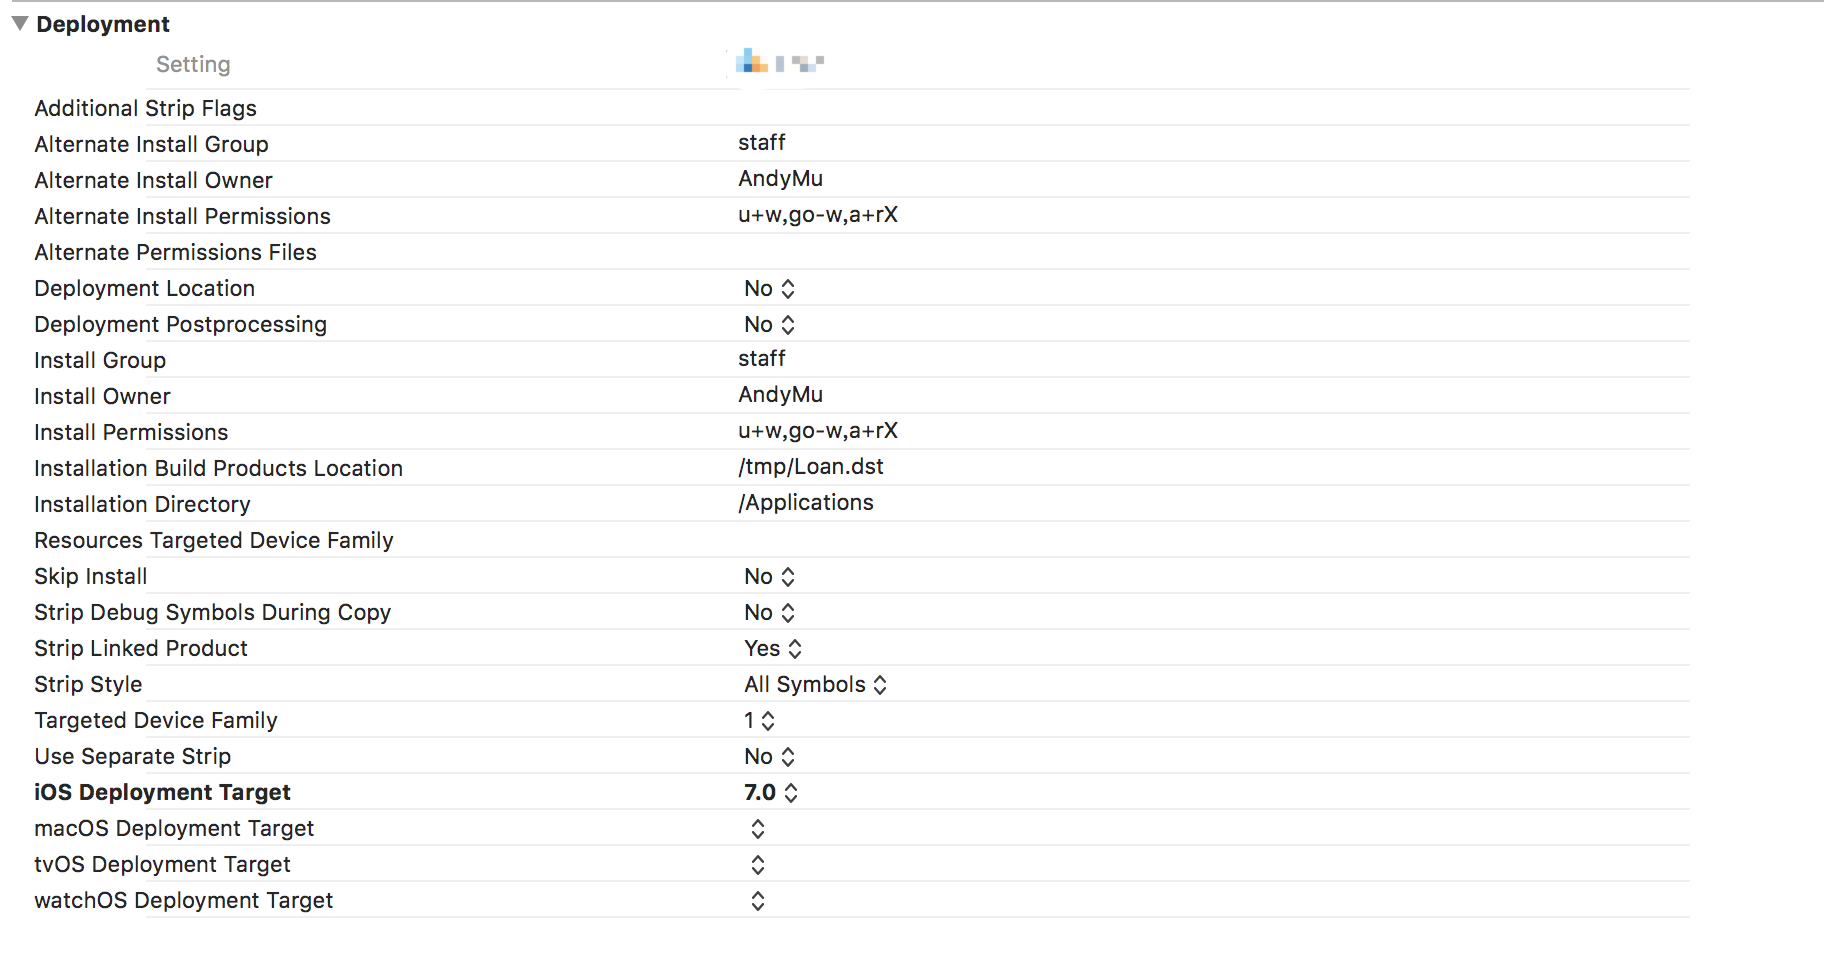 Deployment
Setting
Additional Strip Flags
Alternate Install Group staff
Alternate Install Owner AndyMu
Alternate Install Permissions u+w,go-w,a+rX
Alternate Permissions Files
Deployment Location No
Deployment Postprocessing No
Install Group staff
Install Owner AndyMu
Install Permissions u+w,go-w,a+rX
Installation Build Products Location /tmp/Loan.dst
Installation Directory /Applications
Resources Targeted Device Family
Skip Install No
Strip Debug Symbols During Copy No
Strip Linked Product Yes
Strip Style All Symbols
Targeted Device Family 1
Use Separate Strip No
iOS Deployment Target 7.0
macOS Deployment Target
tvOS Deployment Target
watchOS Deployment Target